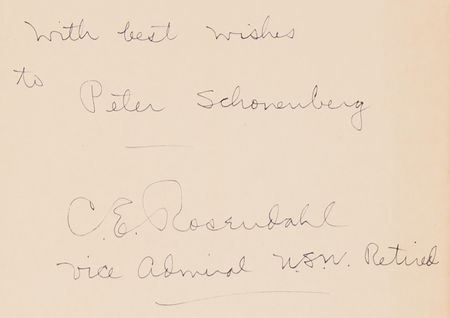 With best wishes
to
Peter Schonenberg
C. E. Rosendahl
Vice Admiral U.S.N. Retired